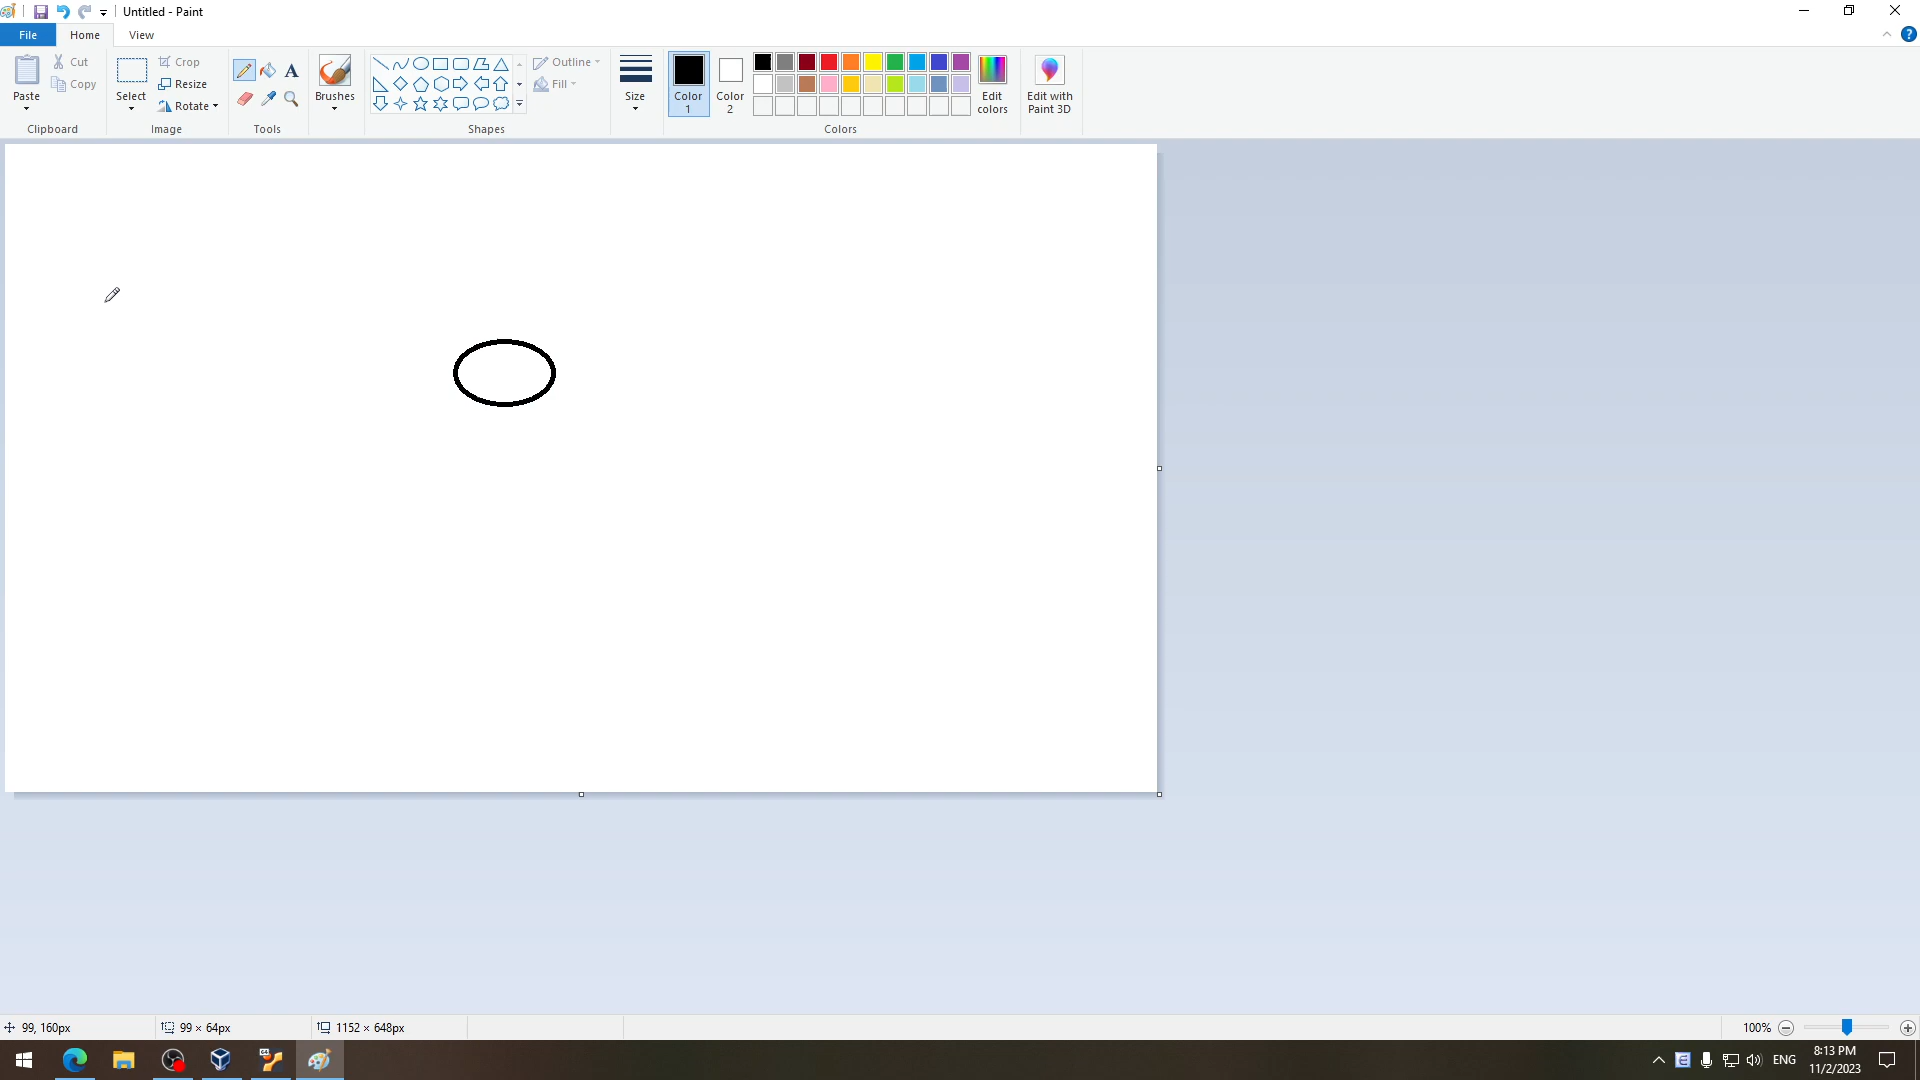 Untitled - Paint
File Home View
Paste
Cut
Copy
Clipboard
Select
Crop
Resize
Rotate
Image
A
Tools
Brushes
Shapes
Outline
Fill
Size
Color 1
Color 2
Colors
Edit colors
Edit with Paint 3D
99, 160px
99 × 64px
1152 × 648px
100%
ENG
8:13 PM
11/2/2023